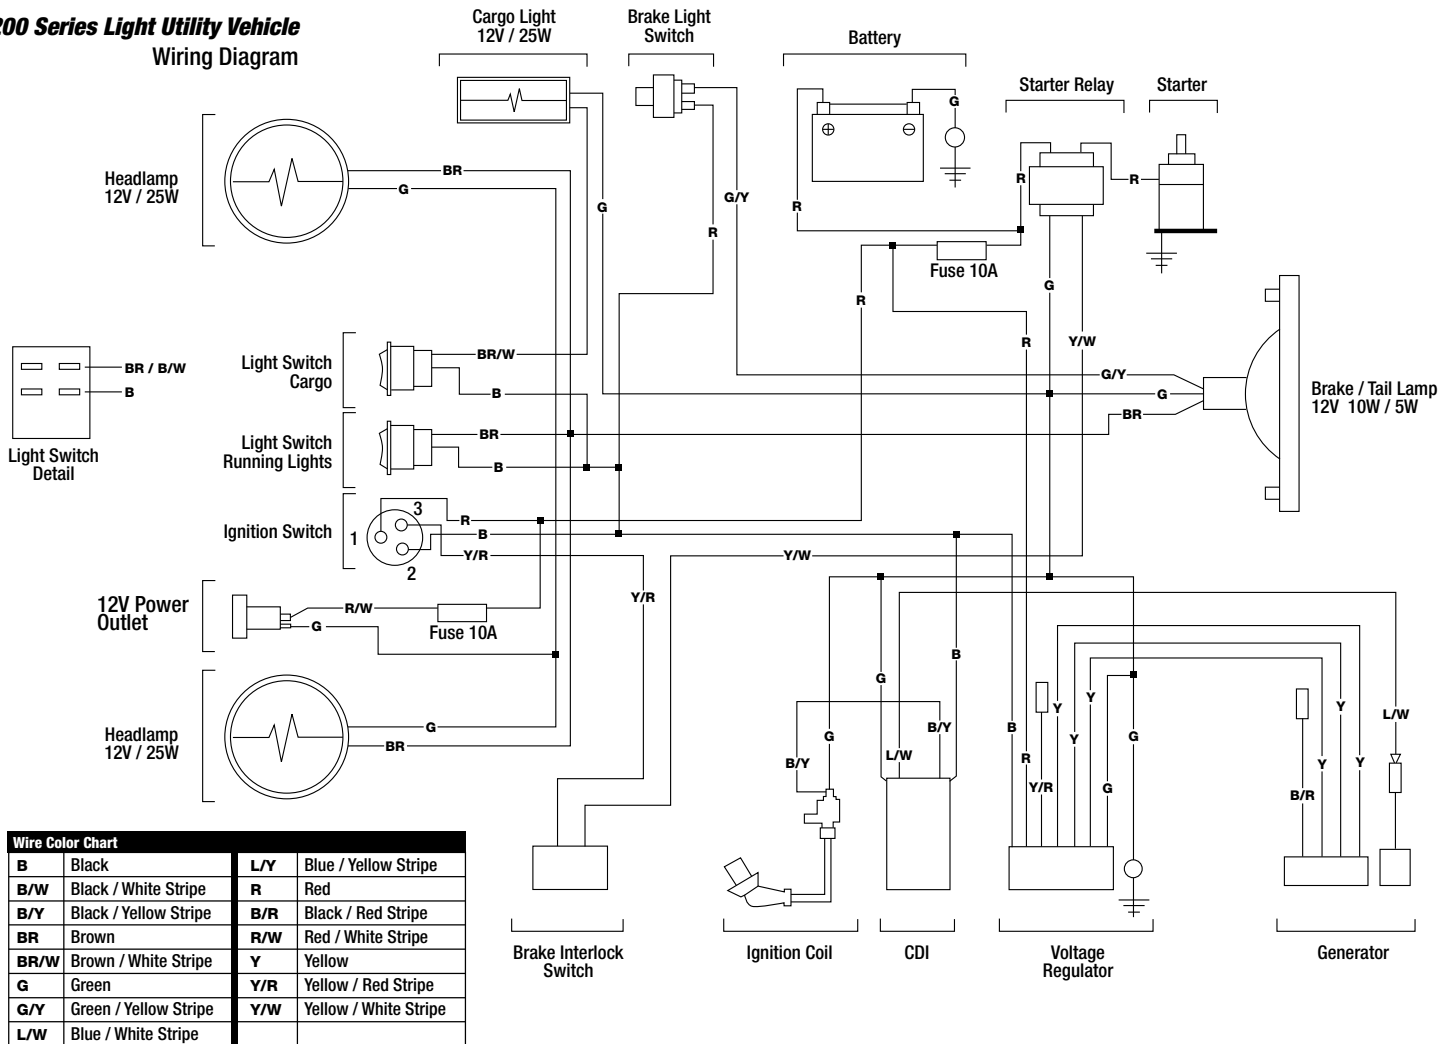 200 Series Light Utility Vehicle
Wiring Diagram
Cargo Light
12V / 25W
Brake Light
Switch
Battery
Starter Relay
Starter
Headlamp
12V / 25W
BR
G
G
G/Y
R
R
G
R
R
Fuse 10A
R
G
R
Y/W
Light Switch
Cargo
BR/W
B
BR / B/W
B
Light Switch
Detail
Light Switch
Running Lights
BR
B
G/Y
G
BR
Brake / Tail Lamp
12V 10W / 5W
Ignition Switch
1
3
2
R
B
Y/R
Y/W
Y/R
12V Power
Outlet
R/W
G
Fuse 10A
Headlamp
12V / 25W
G
BR
B/Y
G
G
L/W
B/Y
B
B
R
Y/R
Y
Y
Y
G
G
B/R
Y
Y
Y
L/W
Brake Interlock
Switch
Ignition Coil
CDI
Voltage
Regulator
Generator
Wire Color Chart
B Black L/Y Blue / Yellow Stripe
B/W Black / White Stripe R Red
B/Y Black / Yellow Stripe B/R Black / Red Stripe
BR Brown R/W Red / White Stripe
BR/W Brown / White Stripe Y Yellow
G Green Y/R Yellow / Red Stripe
G/Y Green / Yellow Stripe Y/W Yellow / White Stripe
L/W Blue / White Stripe